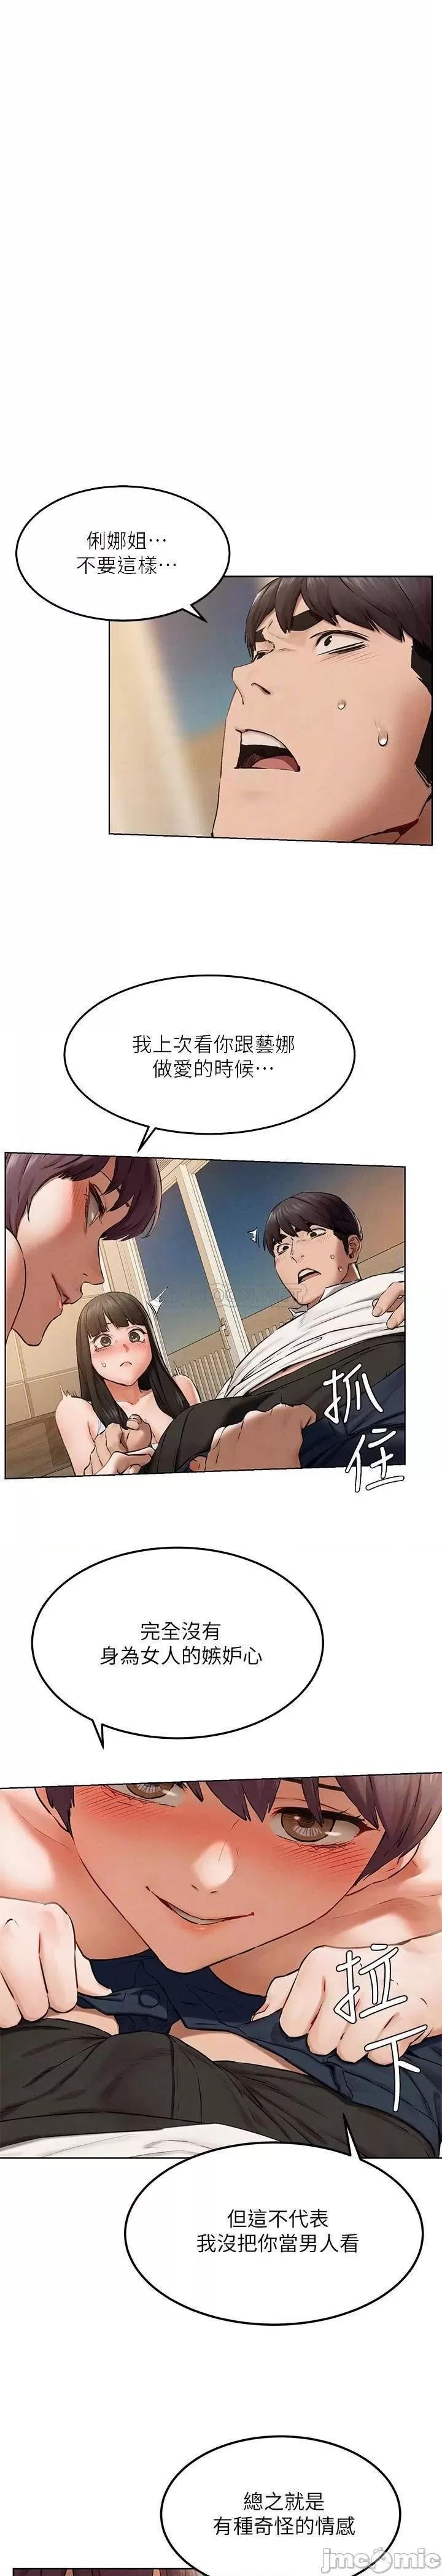 俐娜姐…
不要這樣…
我上次看你跟藝娜
做愛的時候…
抓住
完全沒有
身為女人的嫉妒心
拉下
但這不代表
我沒把你當男人看
總之就是
有種奇怪的情感
jmcomic